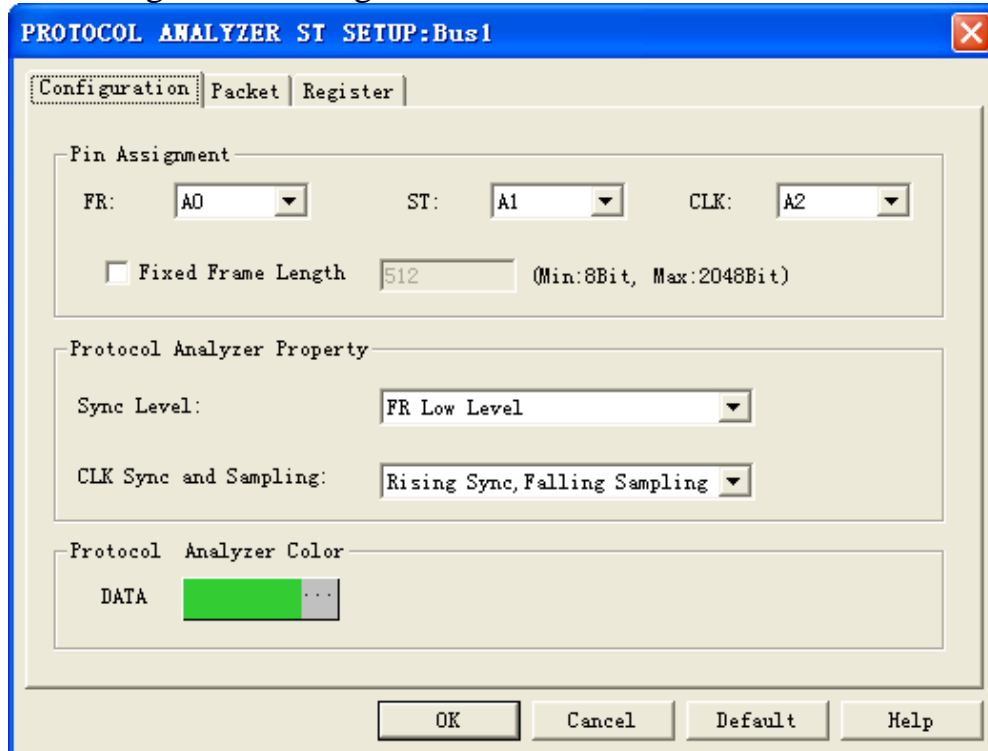 PROTOCOL ANALYZER ST SETUP:Bus1
Configuration Packet Register
Pin Assignment
FR: A0 ST: A1 CLK: A2
Fixed Frame Length 512 (Min:8Bit, Max:2048Bit)
Protocol Analyzer Property
Sync Level: FR Low Level
CLK Sync and Sampling: Rising Sync,Falling Sampling
Protocol Analyzer Color
DATA ...
OK Cancel Default Help